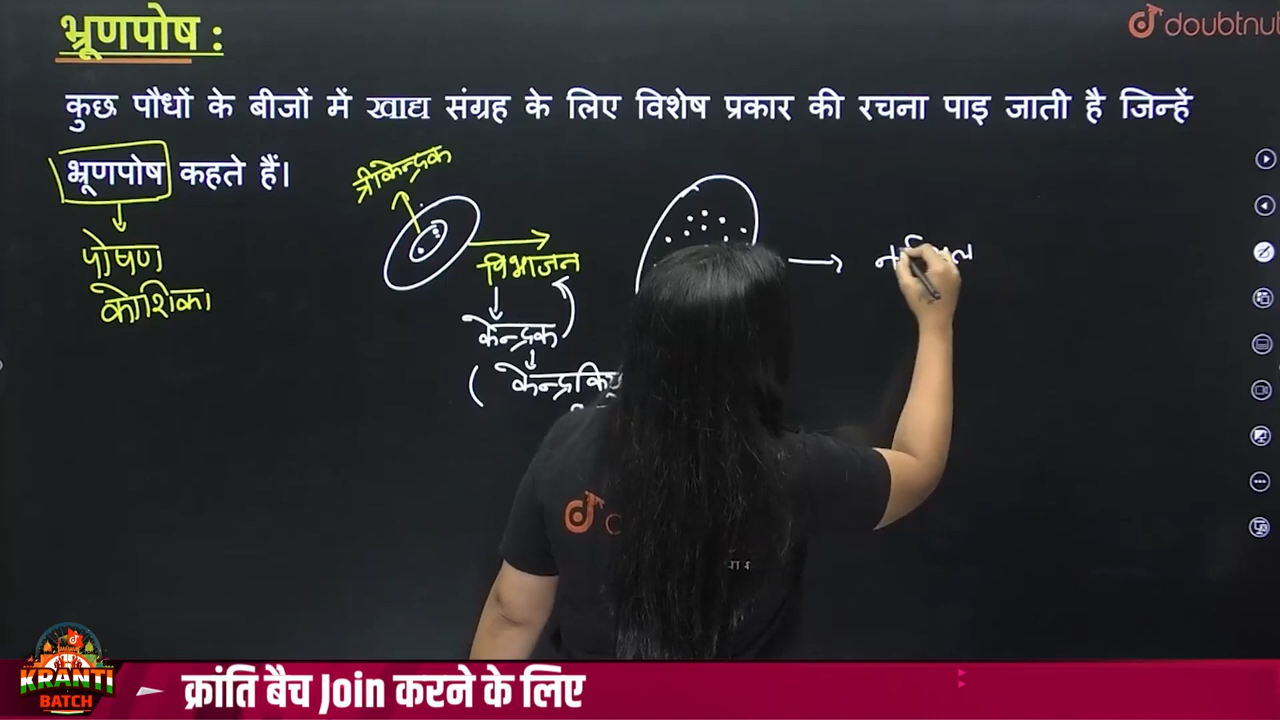 भ्रूणपोष :
doubtnut
कुछ पौधों के बीजों में खाद्य संग्रह के लिए विशेष प्रकार की रचना पाइ जाती है जिन्हें
भ्रूणपोष कहते हैं।
त्रीकेन्द्रक
पोषण
कोशिका
विभाजन
केन्द्रक
KRANTI
BATCH
क्रांति बैच Join करने के लिए